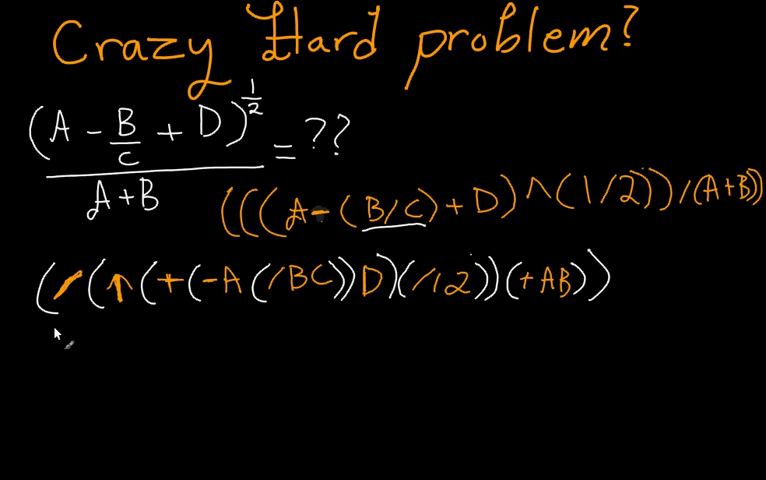 Crazy Hard problem?
(A - B/C + D)^1/2 / A+B = ??
(((A-(B/C)+D)^(1/2))/(A+B))
(/(↑(+(-A(/BC))D)(/12))(+AB))